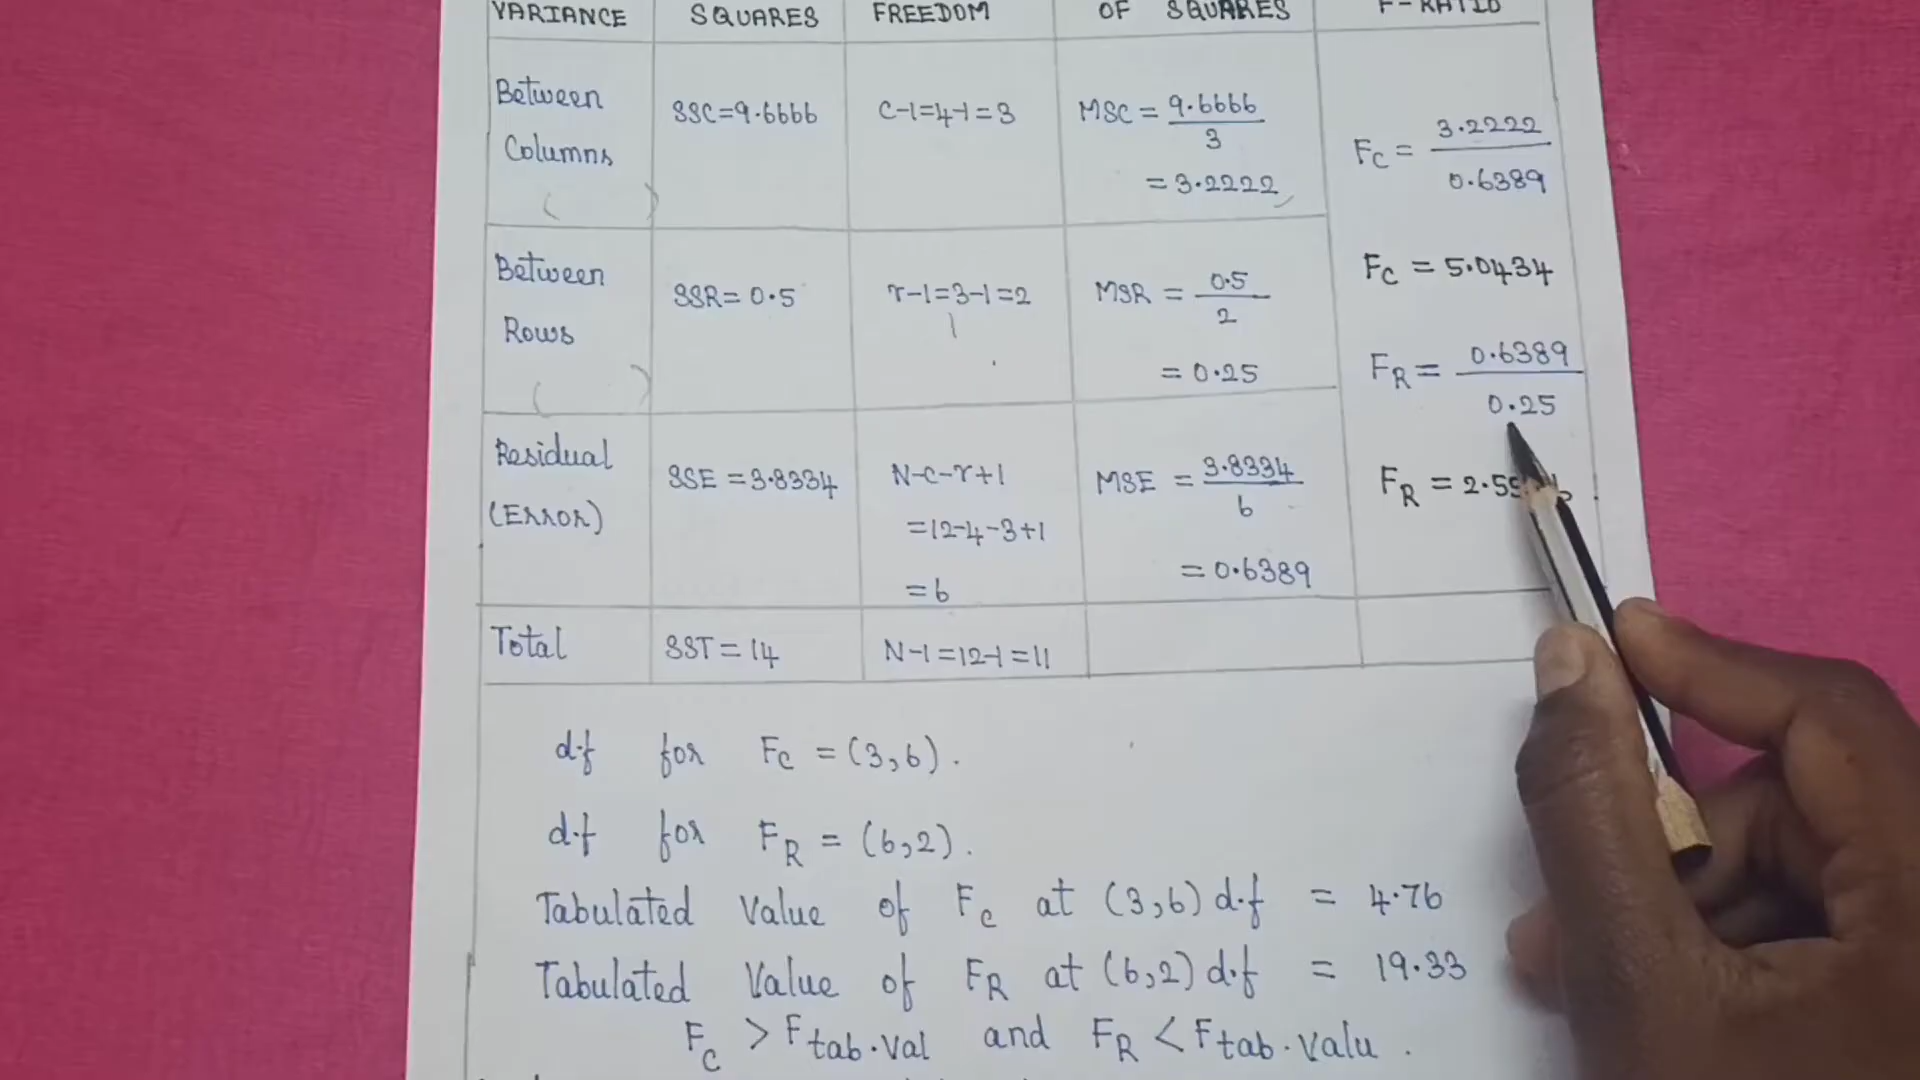 VARIANCE SQUARES FREEDOM OF SQUARES F-RATIO
Between Columns SSC=9.6666 C-1=4-1=3 MSC = 9.6666/3
= 3.2222
FC = 3.2222/0.6389
FC = 5.0434
Between Rows SSR= 0.5 r-1=3-1=2 MSR = 0.5/2
= 0.25
FR = 0.6389/0.25
FR = 
Residual (Error) SSE =3.8334 N-c-r+1
=12-4-3+1
=6
MSE = 3.8334/6
= 0.6389
Total SST = 14 N-1=12-1=11
d.f for FC = (3,6).
d.f for FR = (6,2).
Tabulated Value of Fc at (3,6) d.f = 4.76
Tabulated Value of FR at (6,2) d.f = 19.33
FC > Ftab.val and FR < Ftab.valu.